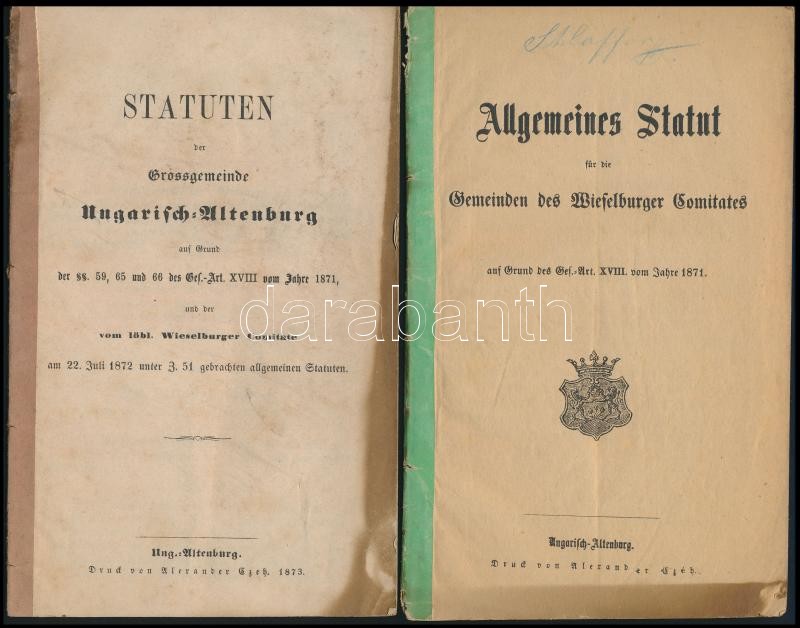 STATUTEN
der
Grossgemeinde
Ungarisch-Altenburg
auf Grund
der §§. 59, 65 und 66 des Ges.-Art. XVIII vom Jahre 1871,
und der
vom löbl. Wieselburger Comitate
am 22. Juli 1872 unter Z. 51 gebrachten allgemeinen Statuten.
Ung.-Altenburg.
Druck von Alexander Czeh. 1873.
Allgemeines Statut
für die
Gemeinden des Wieselburger Comitates
auf Grund des Ges.-Art. XVIII. vom Jahre 1871.
Ungarisch-Altenburg.
Druck von Alexander Czéh.
darabanth